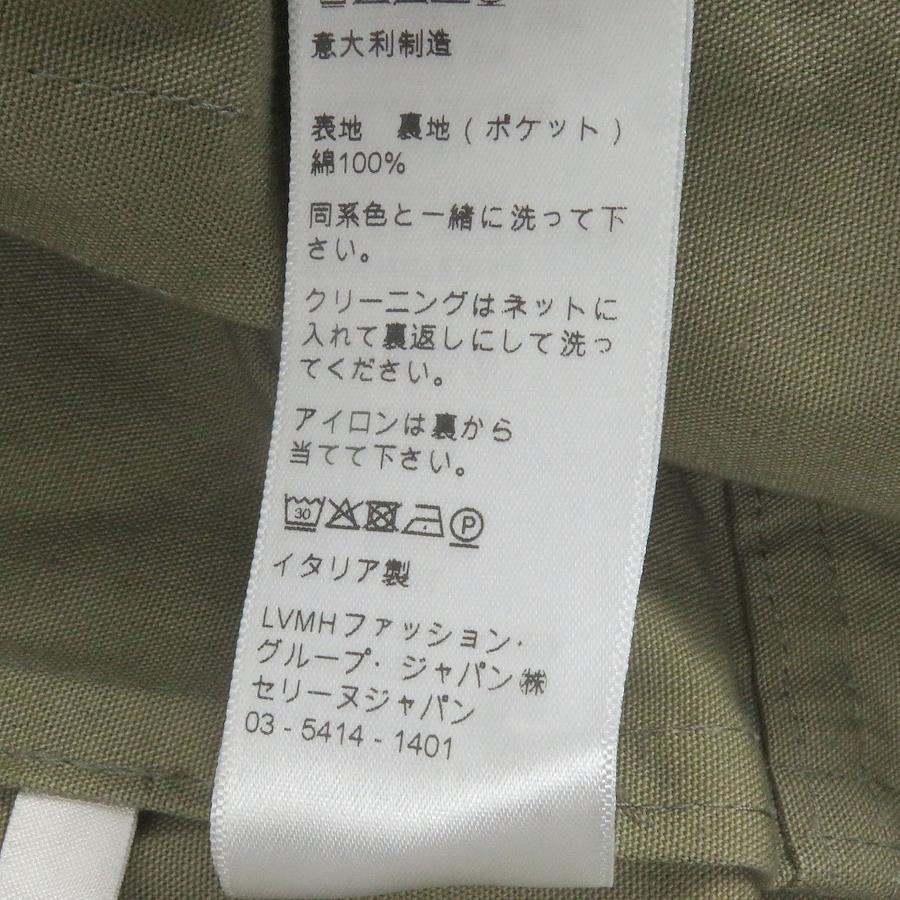 意大利制造
表地　裏地 ( ポケット )
綿100%
同系色と一緒に洗って下
さい。
クリーニングはネットに
入れて裏返しにして洗っ
てください。
アイロンは裏から
当てて下さい。
30 P
イタリア製
LVMHファッション・
グループ・ジャパン㈱
セリーヌジャパン
03 - 5414 - 1401